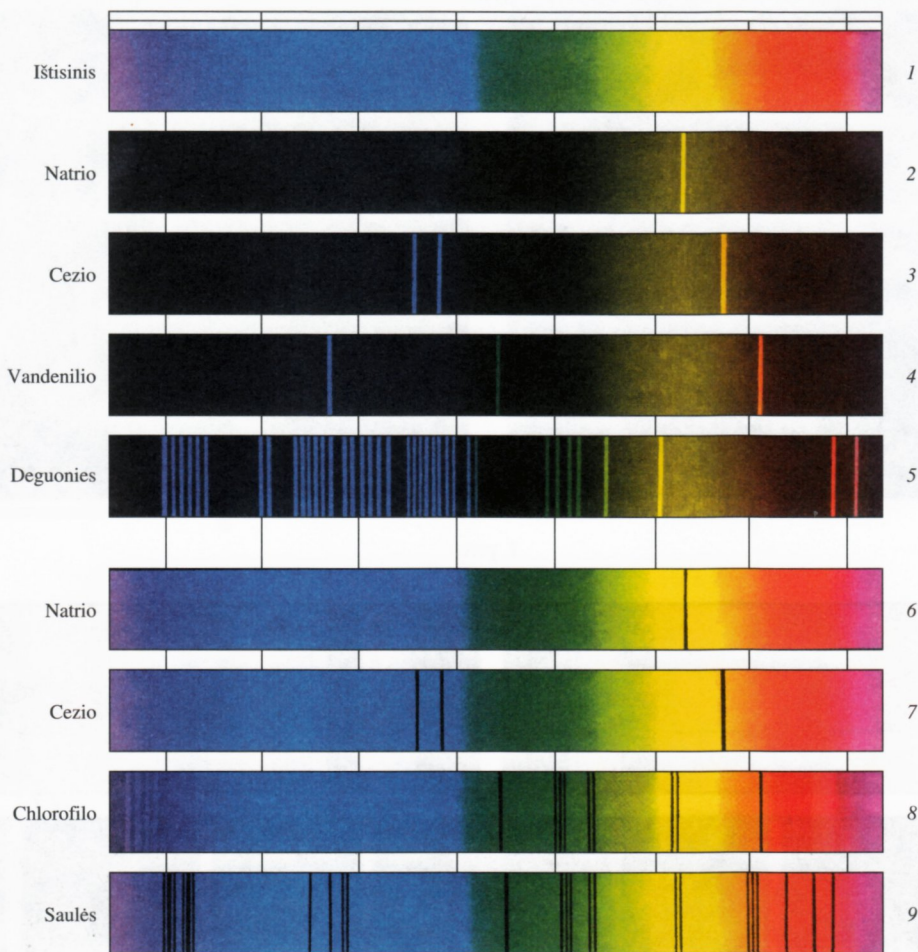 Ištisinis 1
Natrio 2
Cezio 3
Vandenilio 4
Deguonies 5
Natrio 6
Cezio 7
Chlorofilo 8
Saulės 9